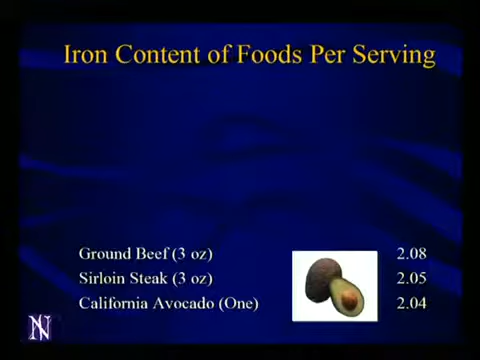 Iron Content of Foods Per Serving
Ground Beef (3 oz) 2.08
Sirloin Steak (3 oz) 2.05
California Avocado (One) 2.04
N